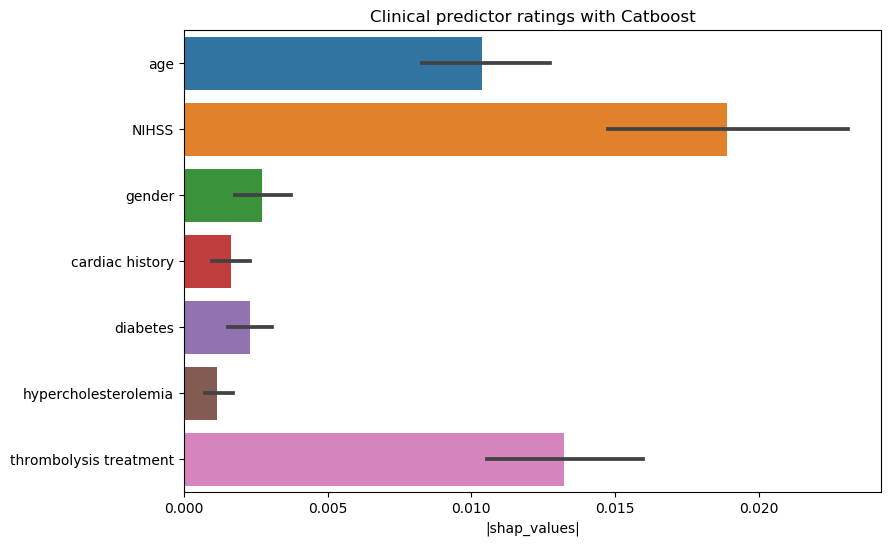 Clinical predictor ratings with Catboost
age
NIHSS
gender
cardiac history
diabetes
hypercholesterolemia
thrombolysis treatment
0.000 0.005 0.010 0.015 0.020
|shap_values|